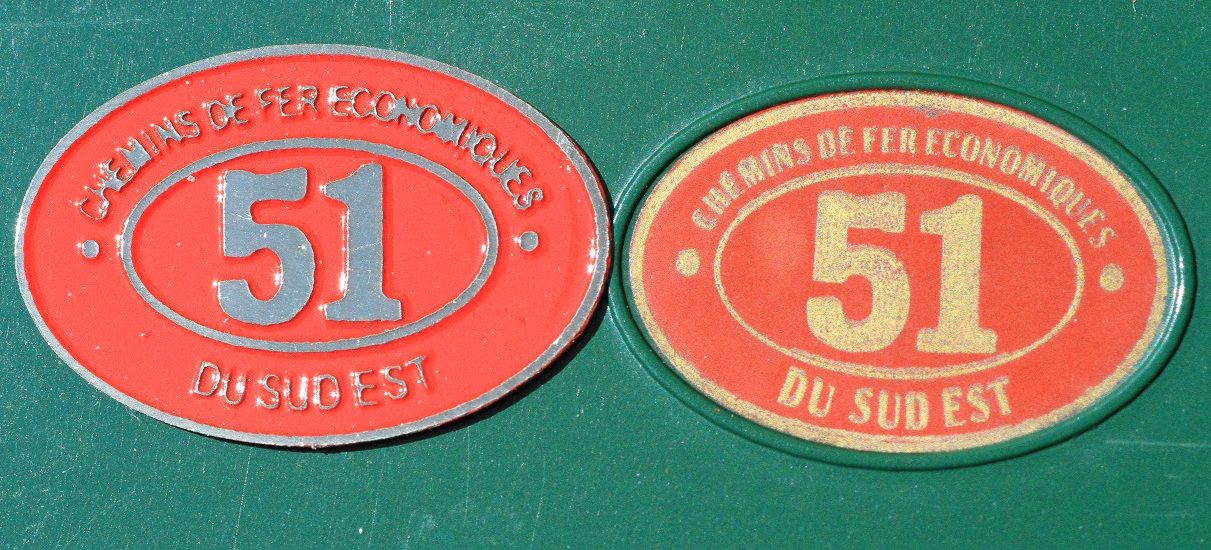 CHEMINS DE FER ECONOMIQUES
51
DU SUD EST
CHEMINS DE FER ECONOMIQUES
51
DU SUD EST